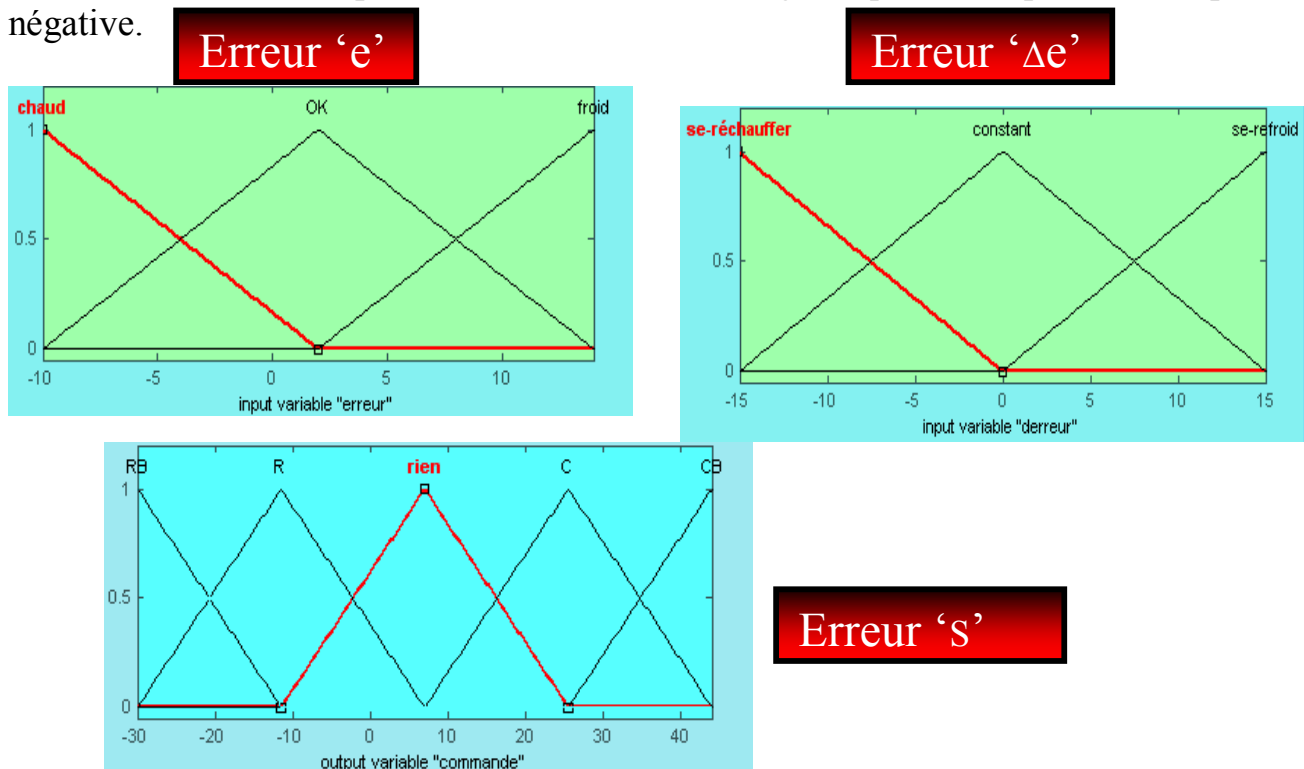 négative.
Erreur ‘e’
Erreur ‘Δe’
chaud OK froid
1
0.5
0
-10 -5 0 5 10
input variable "erreur"
se-réchauffer constant se-refroid
1
0.5
0
-15 -10 -5 0 5 10 15
input variable "derreur"
RB R rien C CB
1
0.5
0
-30 -20 -10 0 10 20 30 40
output variable "commande"
Erreur ‘s’